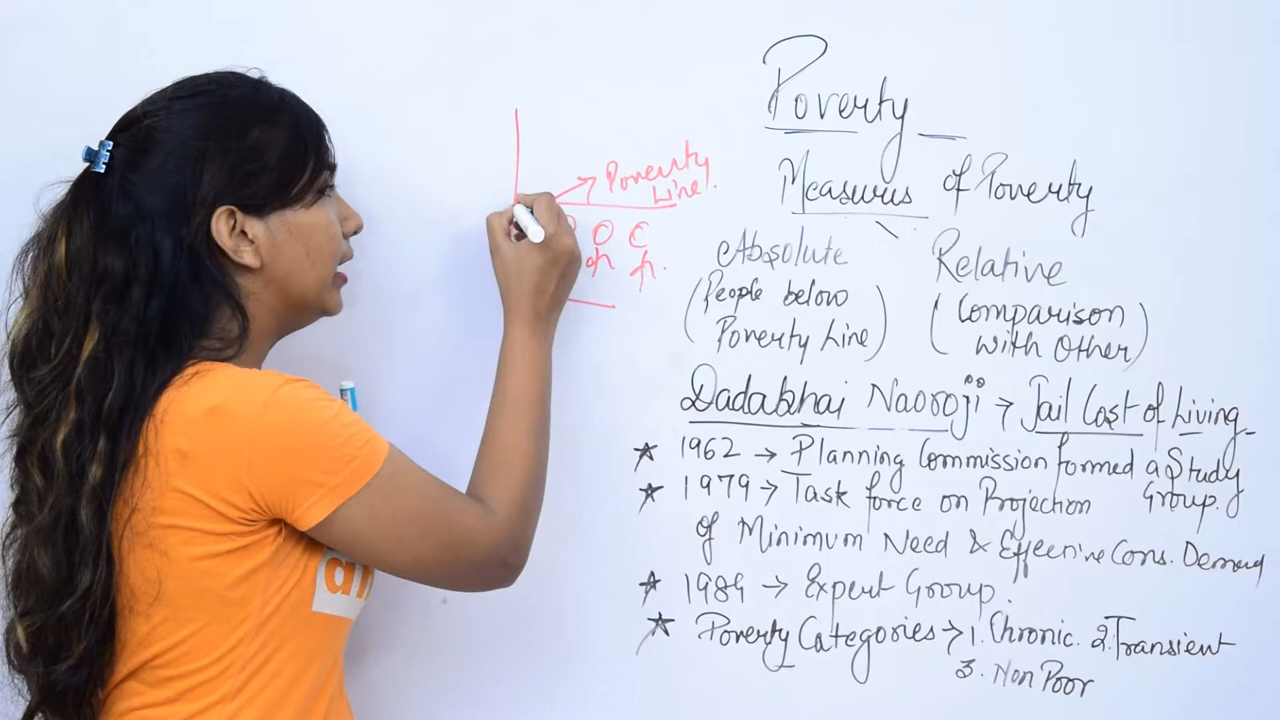 Poverty
Measures of Poverty
Absolute
(People below
Poverty Line)
Relative
(Comparison
with Other)
Dadabhai Naoroji → Jail Cost of Living
★ 1962 → Planning Commission formed a Study
Group.
★ 1979 → Task force on Projection
of Minimum Need & Effective Cons. Demand
★ 1984 → Expert Group.
★ Poverty Categories → 1. Chronic. 2. Transient
3. Non Poor
Poverty
Line.
O C